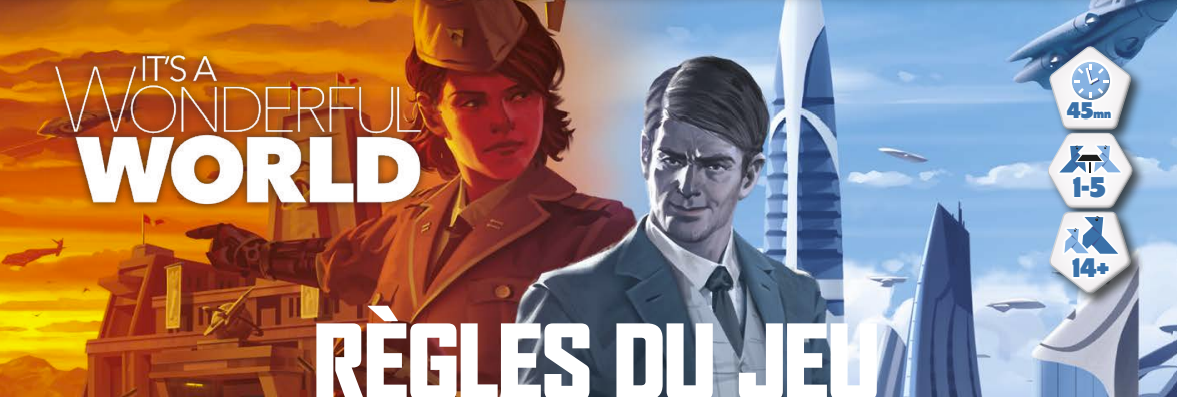 IT'S A
WONDERFUL
WORLD
45mn
1-5
14+
RÈGLES DU JEU